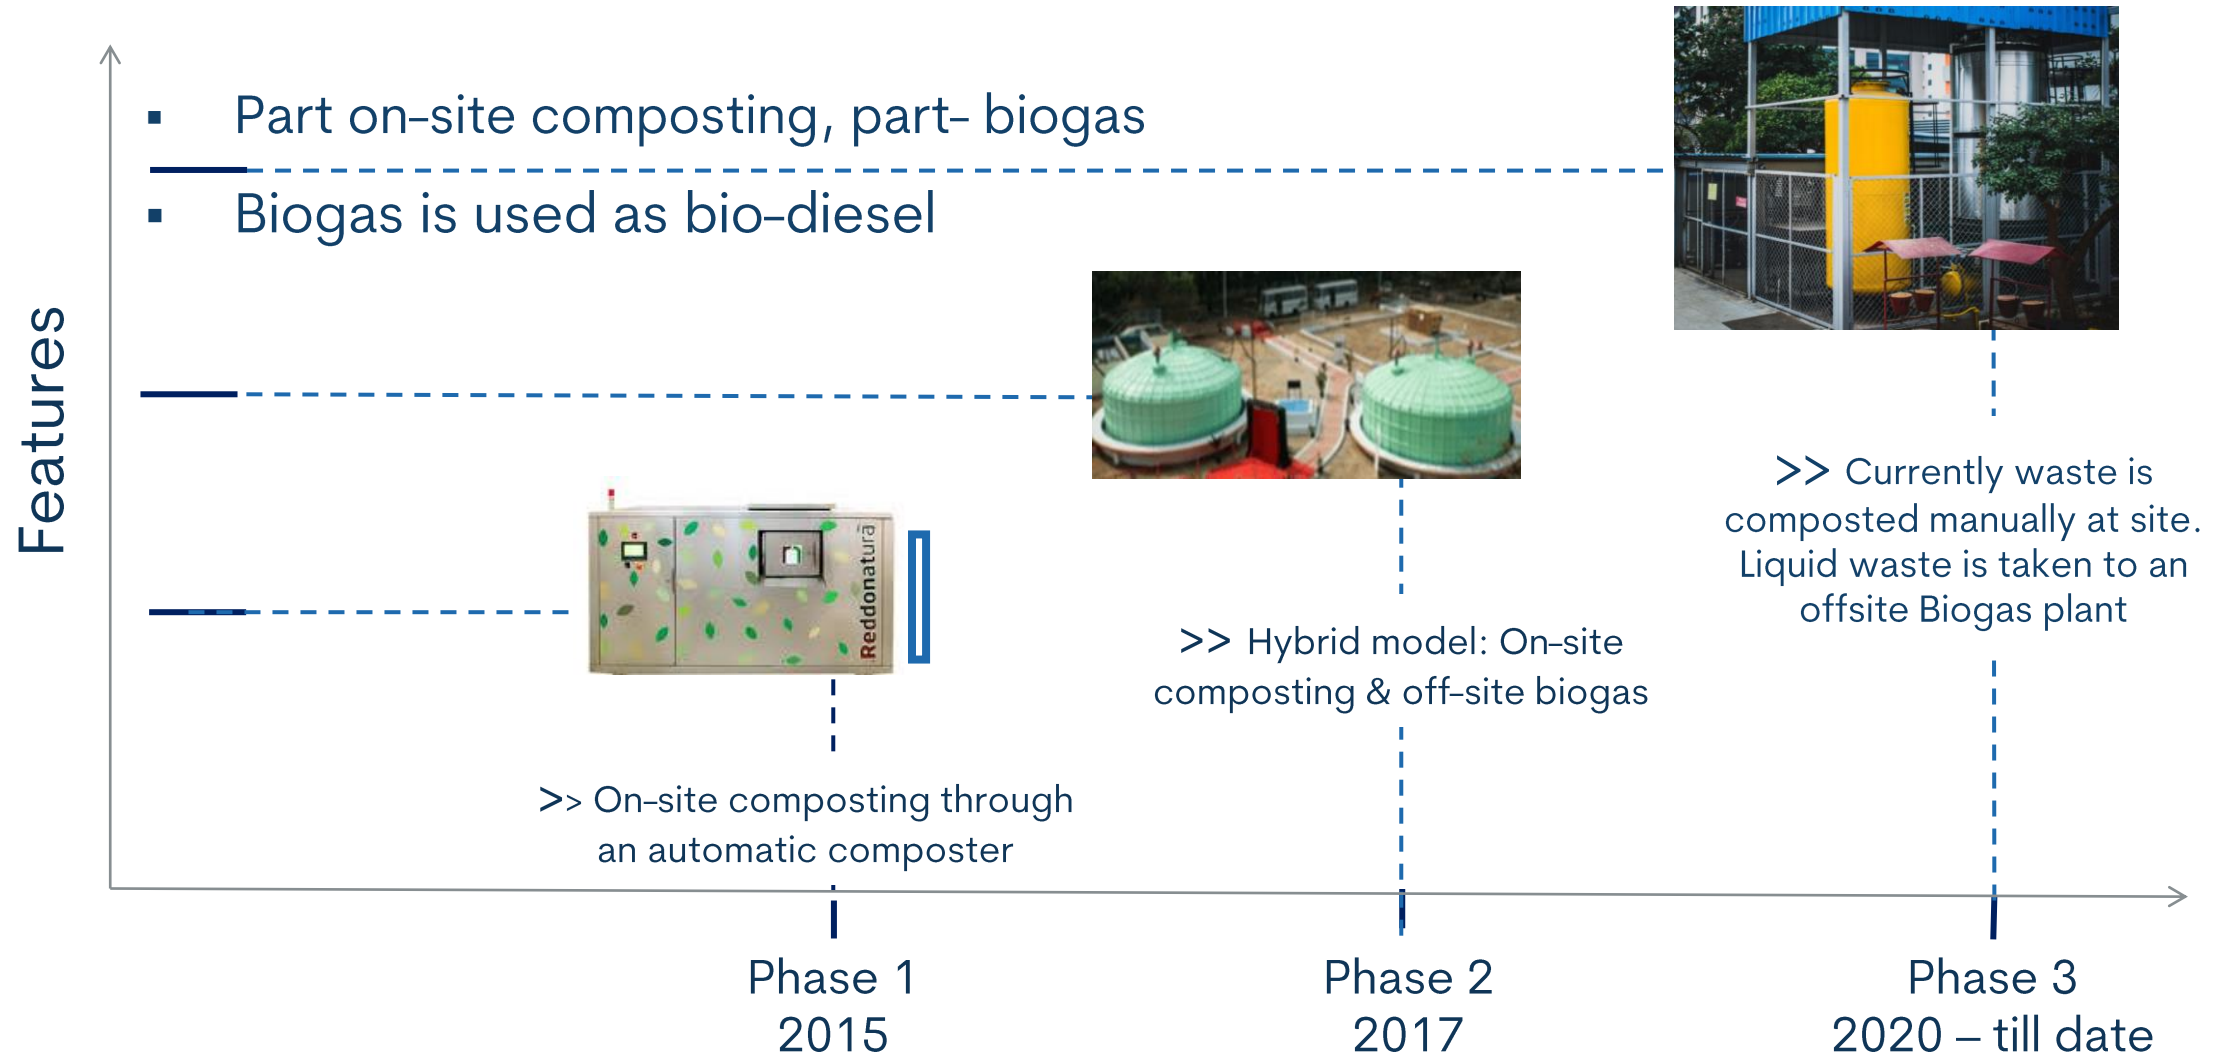 Features
▪ Part on-site composting, part- biogas
▪ Biogas is used as bio-diesel
Reddonatura
>> On-site composting through
an automatic composter
>> Hybrid model: On-site
composting & off-site biogas
>> Currently waste is
composted manually at site.
Liquid waste is taken to an
offsite Biogas plant
Phase 1
2015
Phase 2
2017
Phase 3
2020 – till date